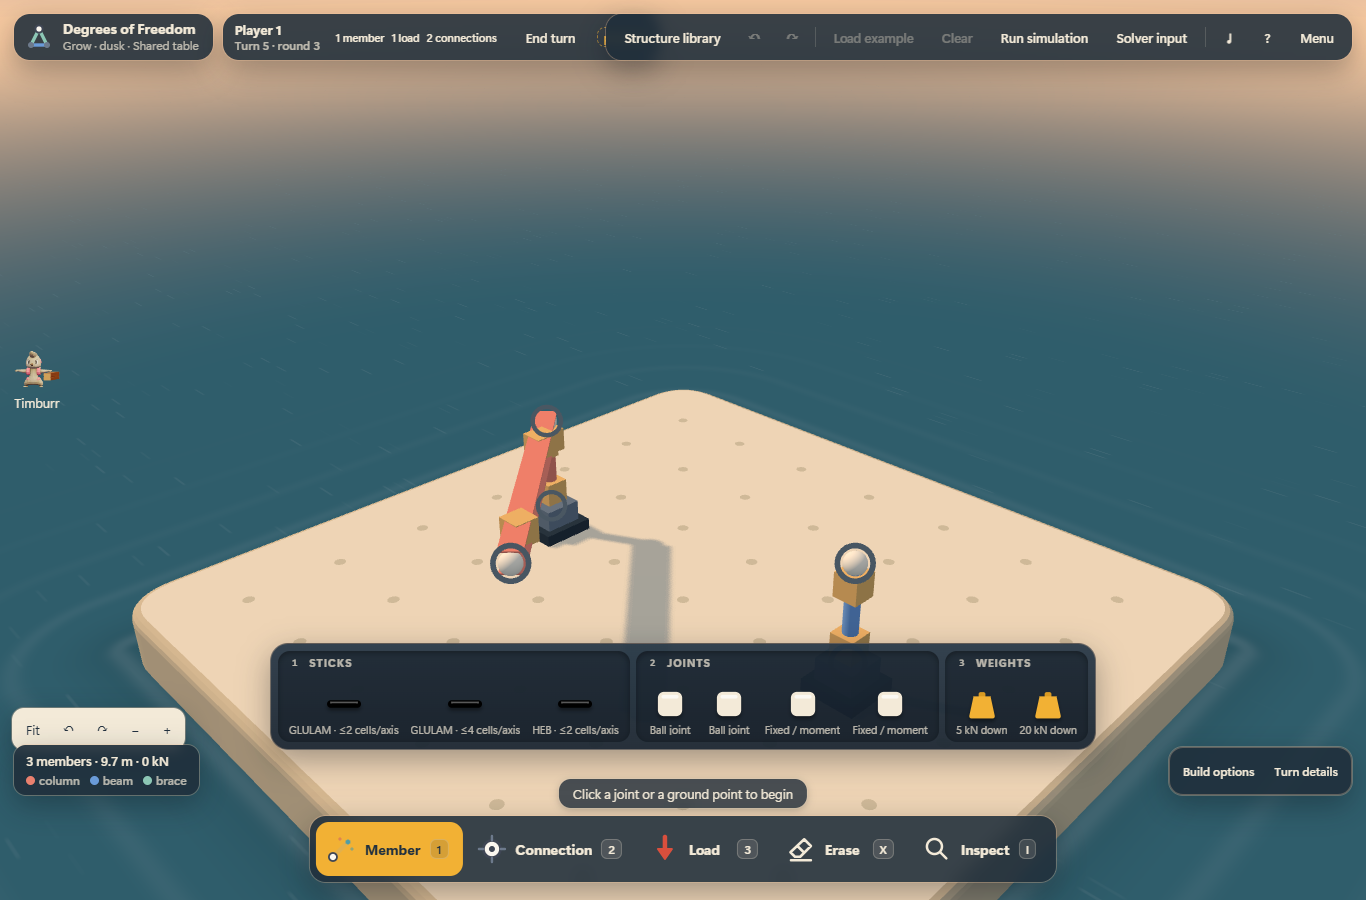 Degrees of Freedom
Grow · dusk · Shared table
Player 1
Turn 5 · round 3
1 member 1 load 2 connections
End turn
Structure library
Load example
Clear
Run simulation
Solver input
?
Menu
Timburr
1 STICKS
GLULAM · ≤2 cells/axis
GLULAM · ≤4 cells/axis
HEB · ≤2 cells/axis
2 JOINTS
Ball joint
Ball joint
Fixed / moment
Fixed / moment
3 WEIGHTS
5 kN down
20 kN down
Fit
3 members · 9.7 m · 0 kN
column beam brace
Build options
Turn details
Click a joint or a ground point to begin
Member 1
Connection 2
Load 3
Erase X
Inspect I